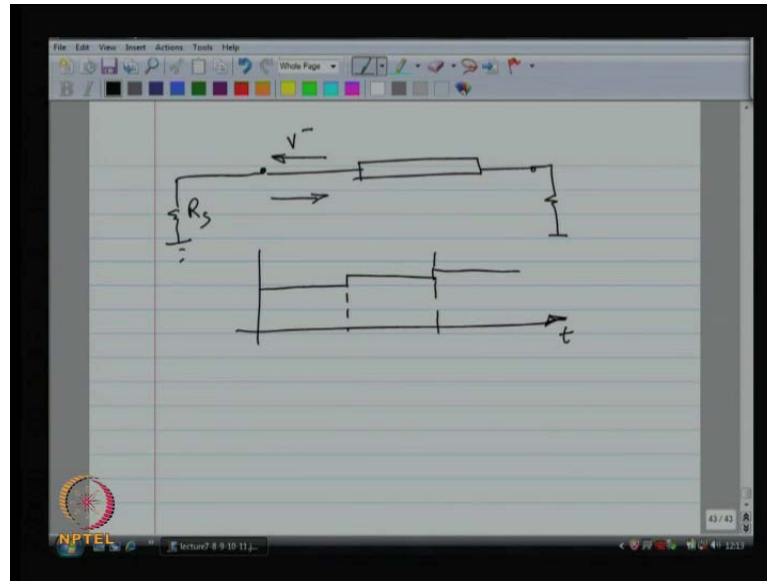 File Edit View Insert Actions Tools Help
Whole Page
B I
V⁻
R_S
t
43 / 43
NPTEL
lecture7-8-9-10-11.j...
12:13